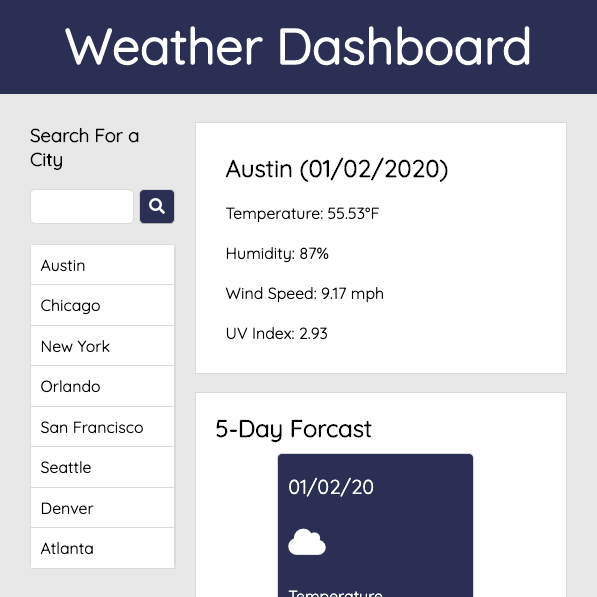 Weather Dashboard
Search For a
City
Austin
Chicago
New York
Orlando
San Francisco
Seattle
Denver
Atlanta
Austin (01/02/2020)
Temperature: 55.53°F
Humidity: 87%
Wind Speed: 9.17 mph
UV Index: 2.93
5-Day Forcast
01/02/20
Temperature